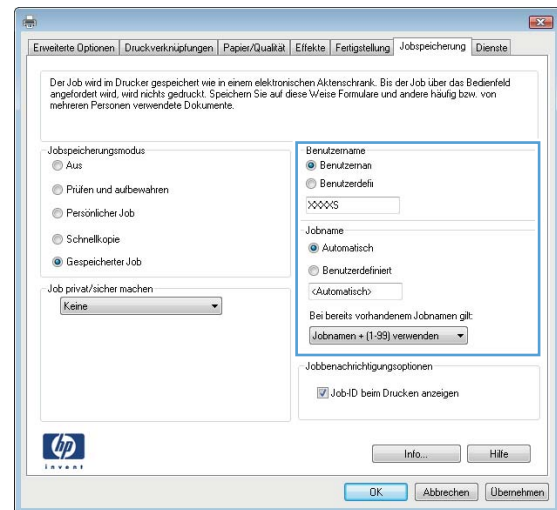 Erweiterte Optionen Druckverknüpfungen Papier/Qualität Effekte Fertigstellung Jobspeicherung Dienste
Der Job wird im Drucker gespeichert wie in einem elektronischen Aktenschrank. Bis der Job über das Bedienfeld
angefordert wird, wird nichts gedruckt. Speichern Sie auf diese Weise Formulare und andere häufig bzw. von
mehreren Personen verwendete Dokumente.
Jobspeicherungsmodus
Aus
Prüfen und aufbewahren
Persönlicher Job
Schnellkopie
Gespeicherter Job
Job privat/sicher machen
Keine
Benutzername
Benutzernan
Benutzerdefi
XXXXS
Jobname
Automatisch
Benutzerdefiniert
<Automatisch>
Bei bereits vorhandenem Jobnamen gilt:
Jobnamen + (1-99) verwenden
Jobbenachrichtigungsoptionen
Job-ID beim Drucken anzeigen
hp
invent
Info... Hilfe
OK Abbrechen Übernehmen